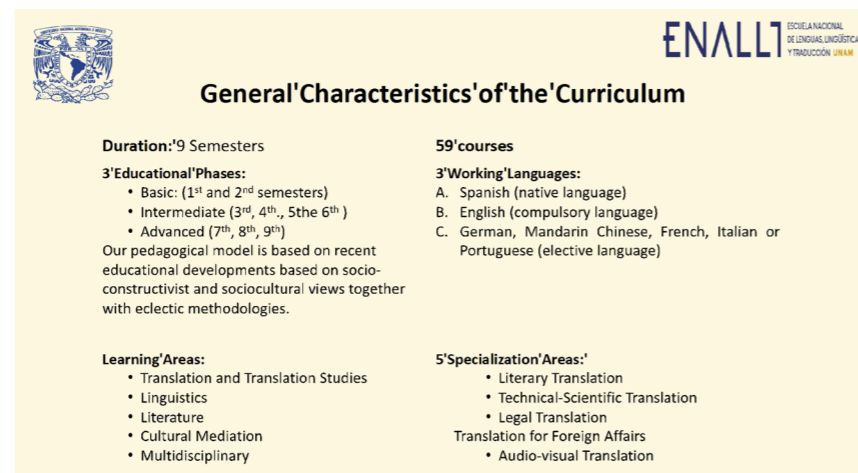 ENALLT
ESCUELA NACIONAL
DE LENGUAS, LINGÜÍSTICA
Y TRADUCCIÓN UNAM
General'Characteristics'of'the'Curriculum
Duration:'9 Semesters
3'Educational'Phases:
• Basic: (1st and 2nd semesters)
• Intermediate (3rd, 4th., 5the 6th )
• Advanced (7th, 8th, 9th)
Our pedagogical model is based on recent
educational developments based on socio-
constructivist and sociocultural views together
with eclectic methodologies.
59'courses
3'Working'Languages:
A. Spanish (native language)
B. English (compulsory language)
C. German, Mandarin Chinese, French, Italian or
Portuguese (elective language)
Learning'Areas:
• Translation and Translation Studies
• Linguistics
• Literature
• Cultural Mediation
• Multidisciplinary
5'Specialization'Areas:'
• Literary Translation
• Technical-Scientific Translation
• Legal Translation
Translation for Foreign Affairs
• Audio-visual Translation